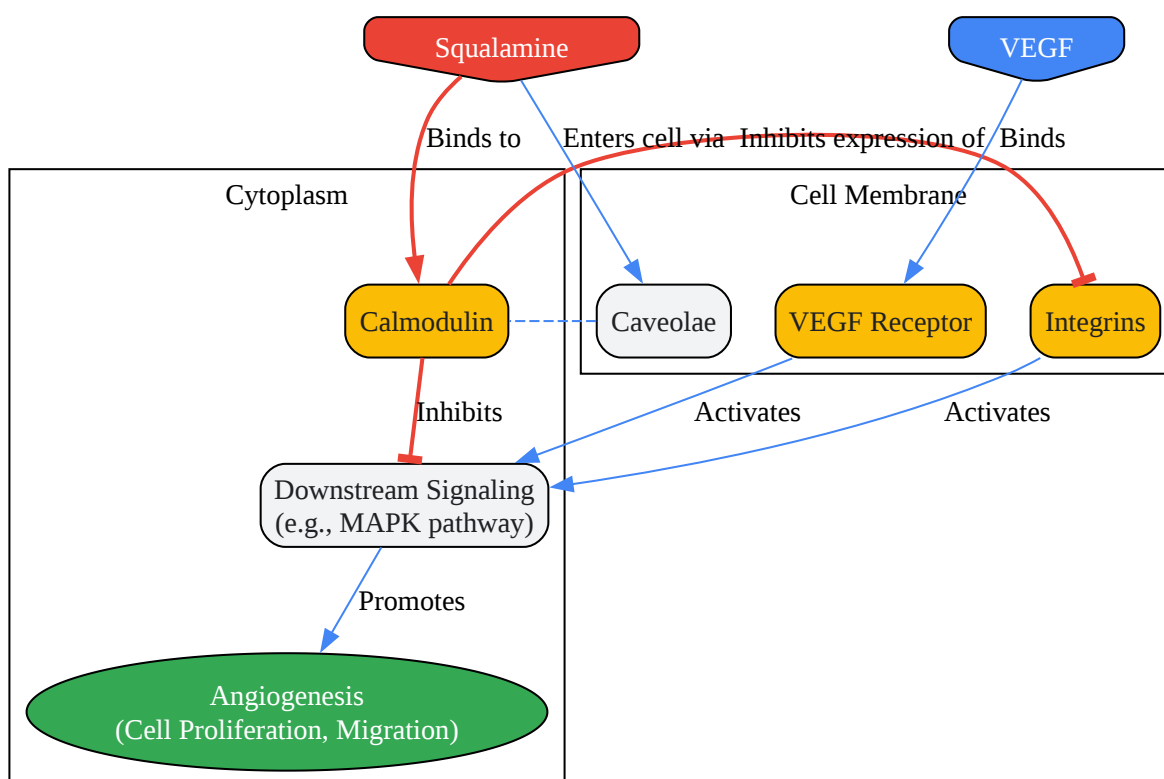 Squalamine
VEGF
Binds to
Enters cell via
Inhibits expression of
Binds
Cytoplasm
Cell Membrane
Calmodulin
Caveolae
VEGF Receptor
Integrins
Inhibits
Activates
Activates
Downstream Signaling
(e.g., MAPK pathway)
Promotes
Angiogenesis
(Cell Proliferation, Migration)